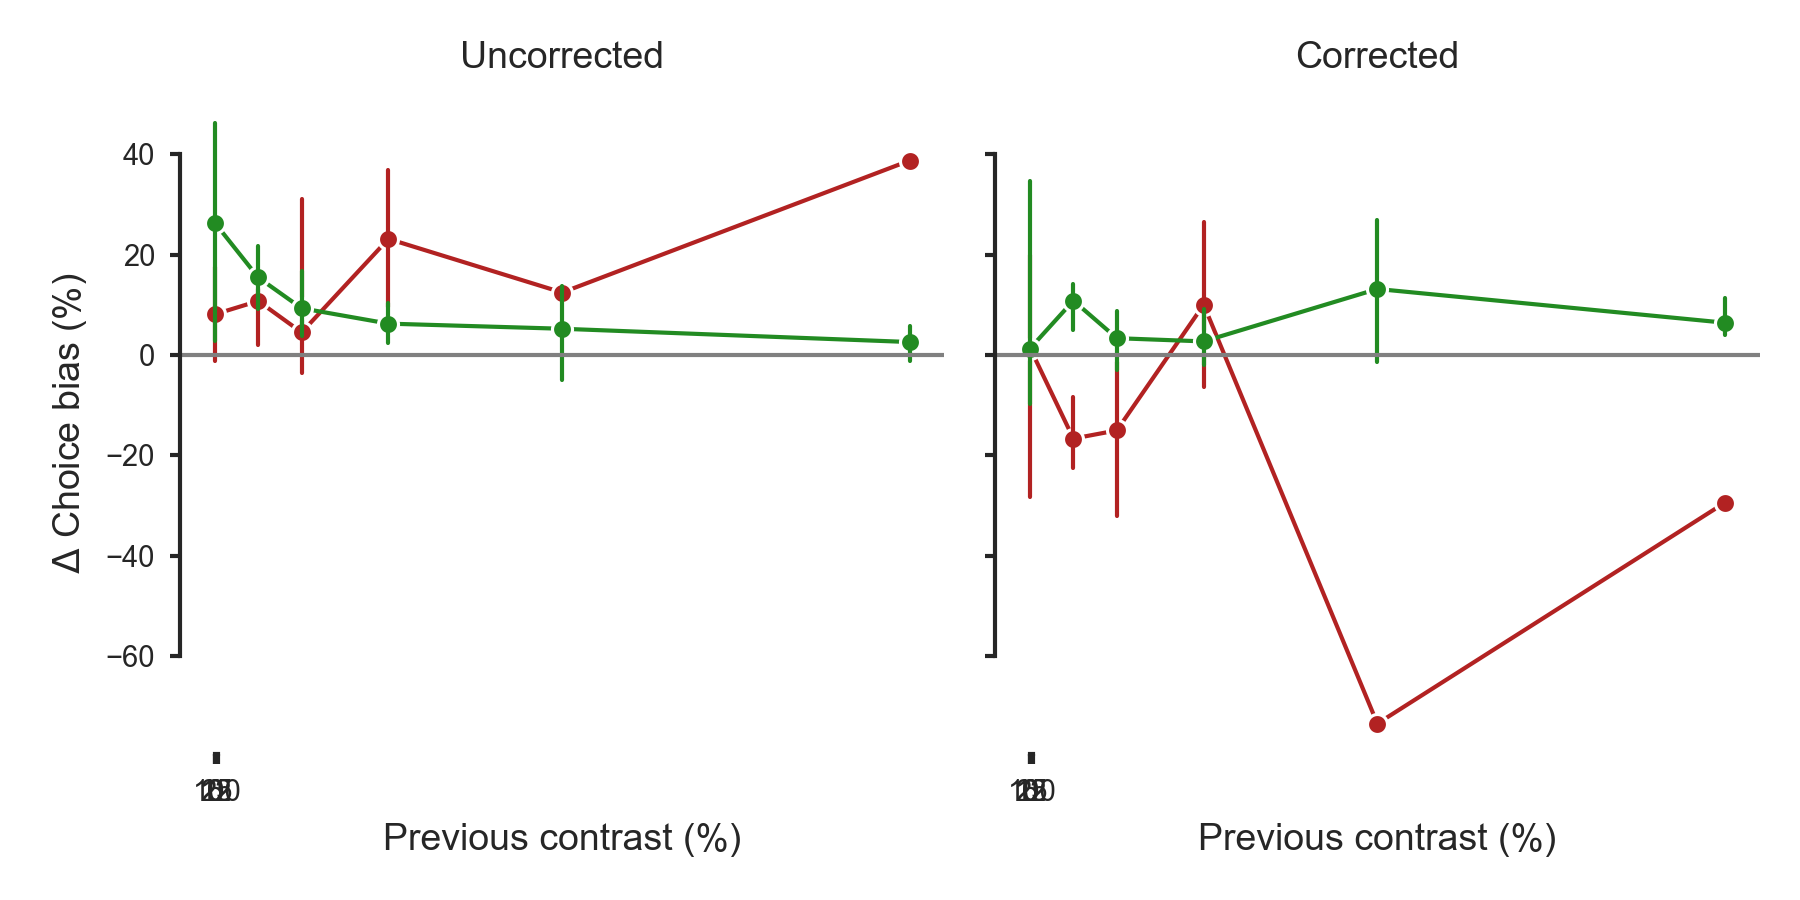 Uncorrected
Corrected
40
20
0
−20
−40
−60
Δ Choice bias (%)
Previous contrast (%)
Previous contrast (%)